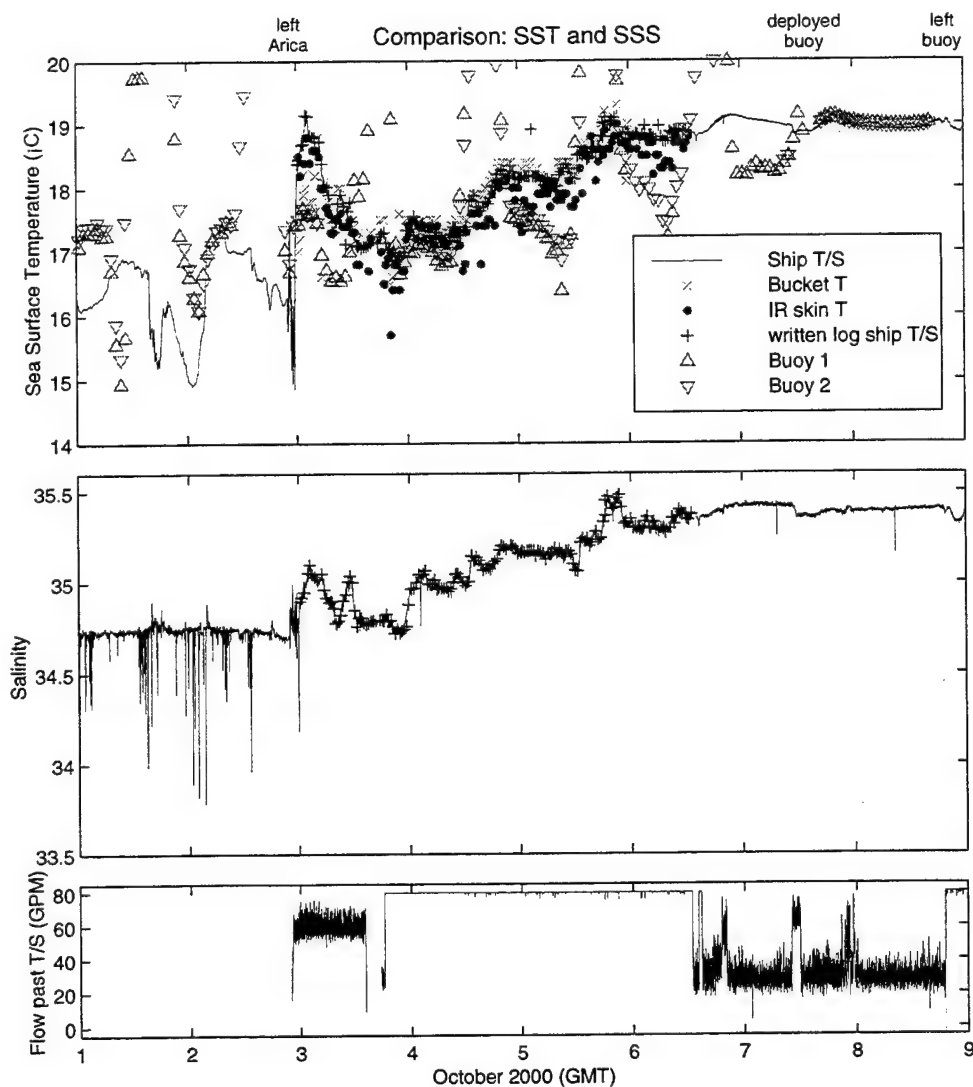 left
Arica
Comparison: SST and SSS
deployed
buoy
left
buoy
20
19
18
17
16
15
14
Sea Surface Temperature (¡C)
Ship T/S
Bucket T
IR skin T
written log ship T/S
Buoy 1
Buoy 2
35.5
35
34.5
34
33.5
Salinity
80
60
40
20
0
Flow past T/S (GPM)
1 2 3 4 5 6 7 8 9
October 2000 (GMT)